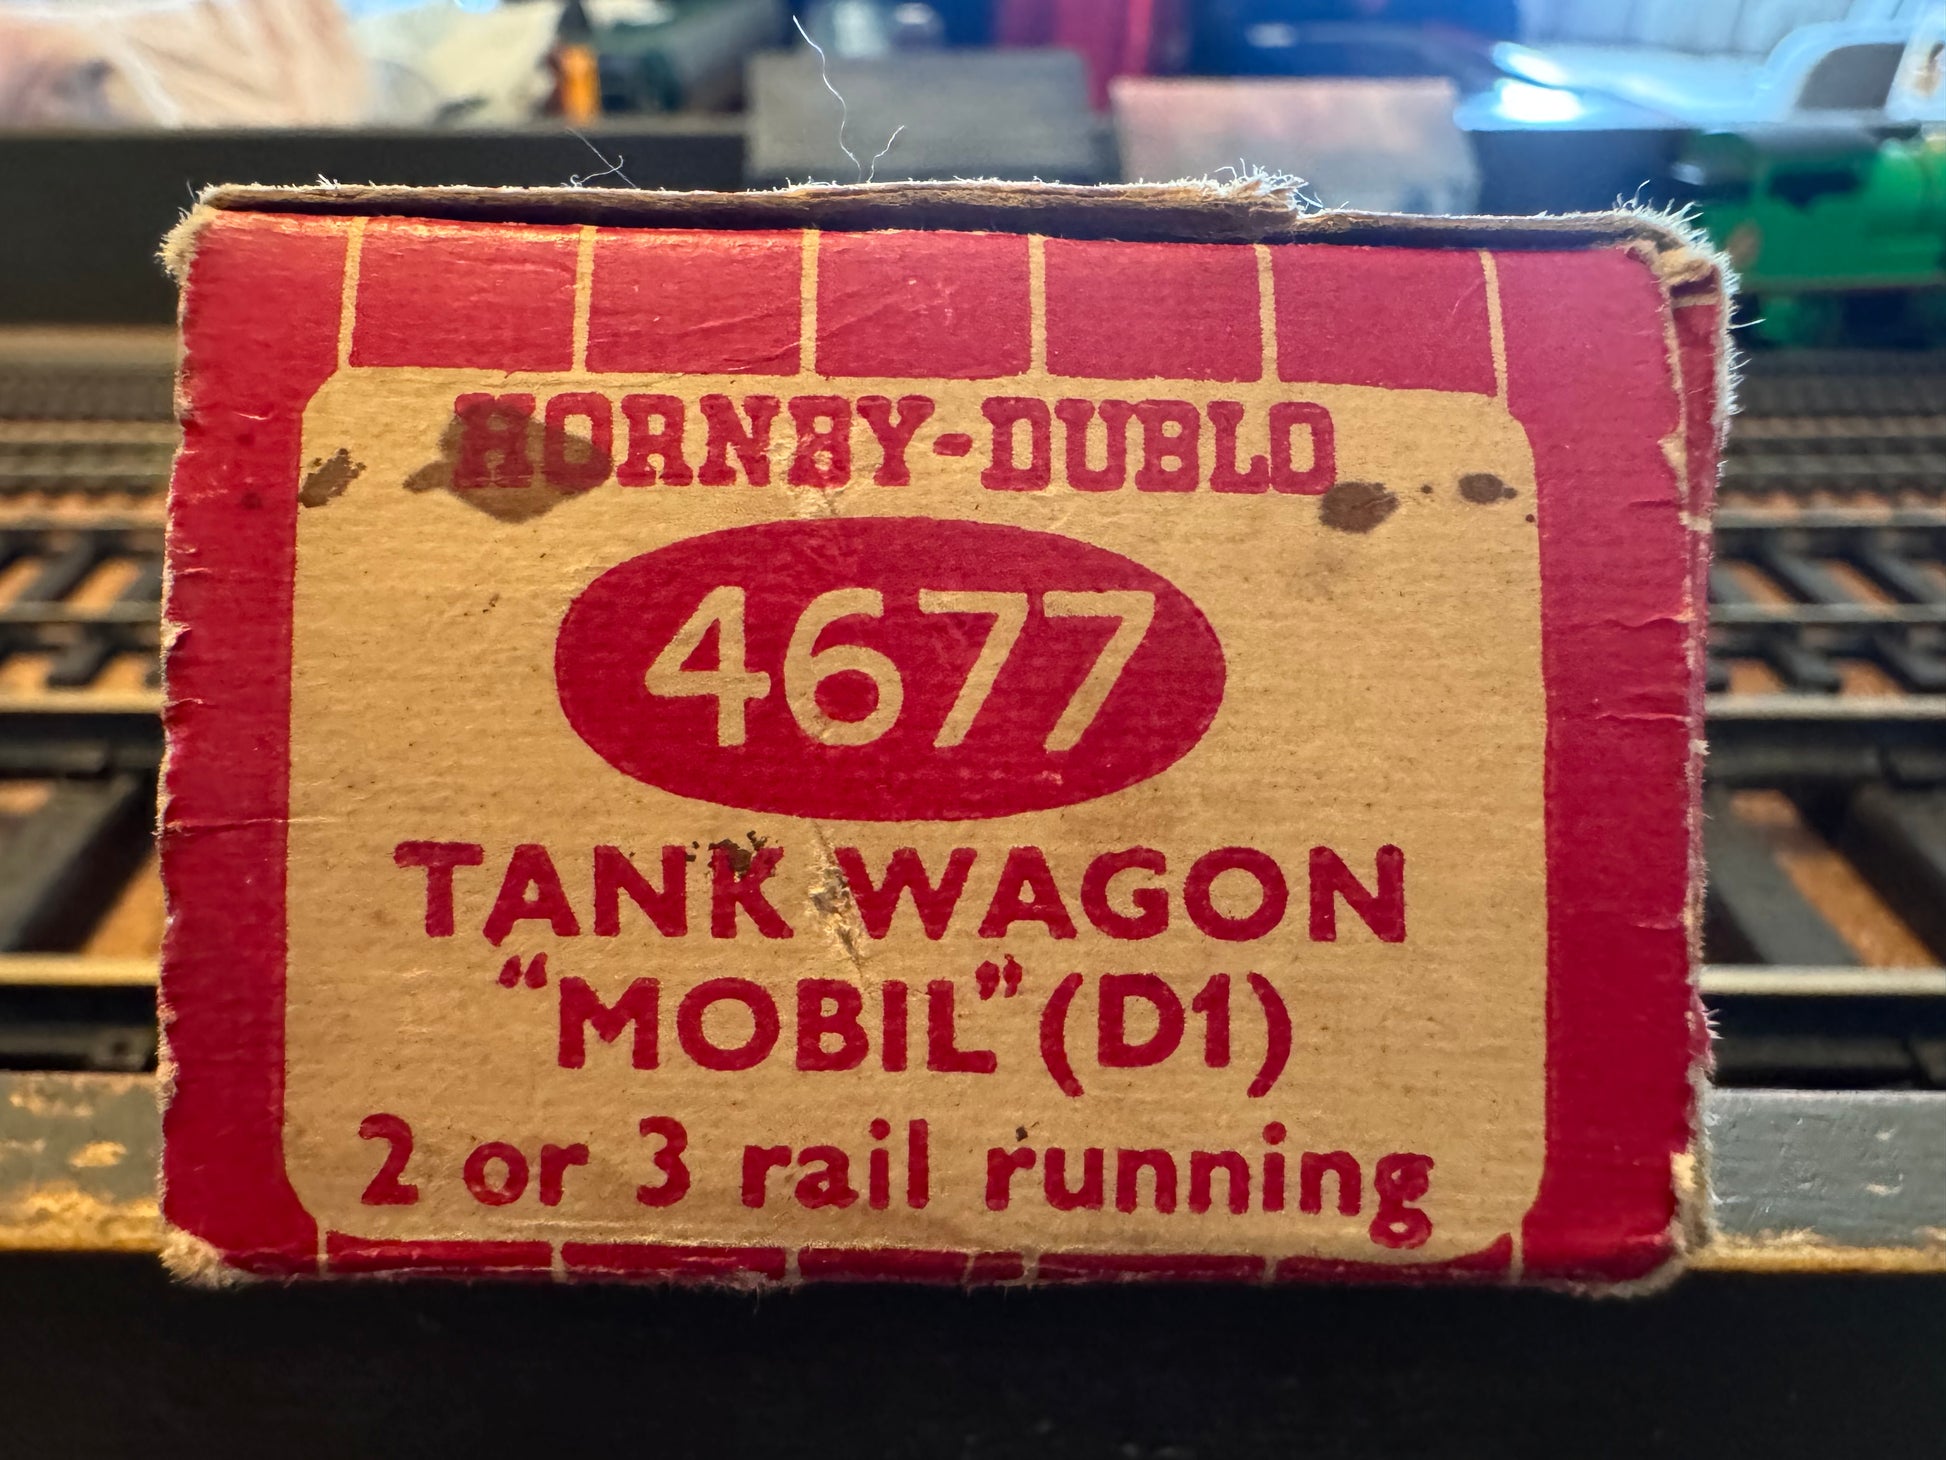 HORNBY-DUBLO
4677
TANK WAGON
“MOBIL” (D1)
2 or 3 rail running